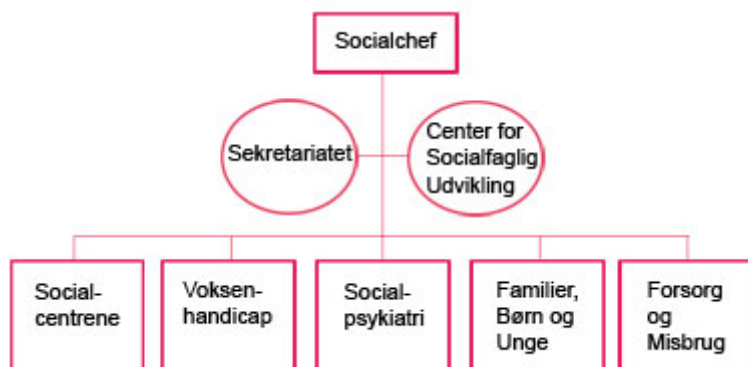 Socialchef
Sekretariatet
Center for
Socialfaglig
Udvikling
Social-
centrene
Voksen-
handicap
Social-
psykiatri
Familier,
Børn og
Unge
Forsorg
og
Misbrug